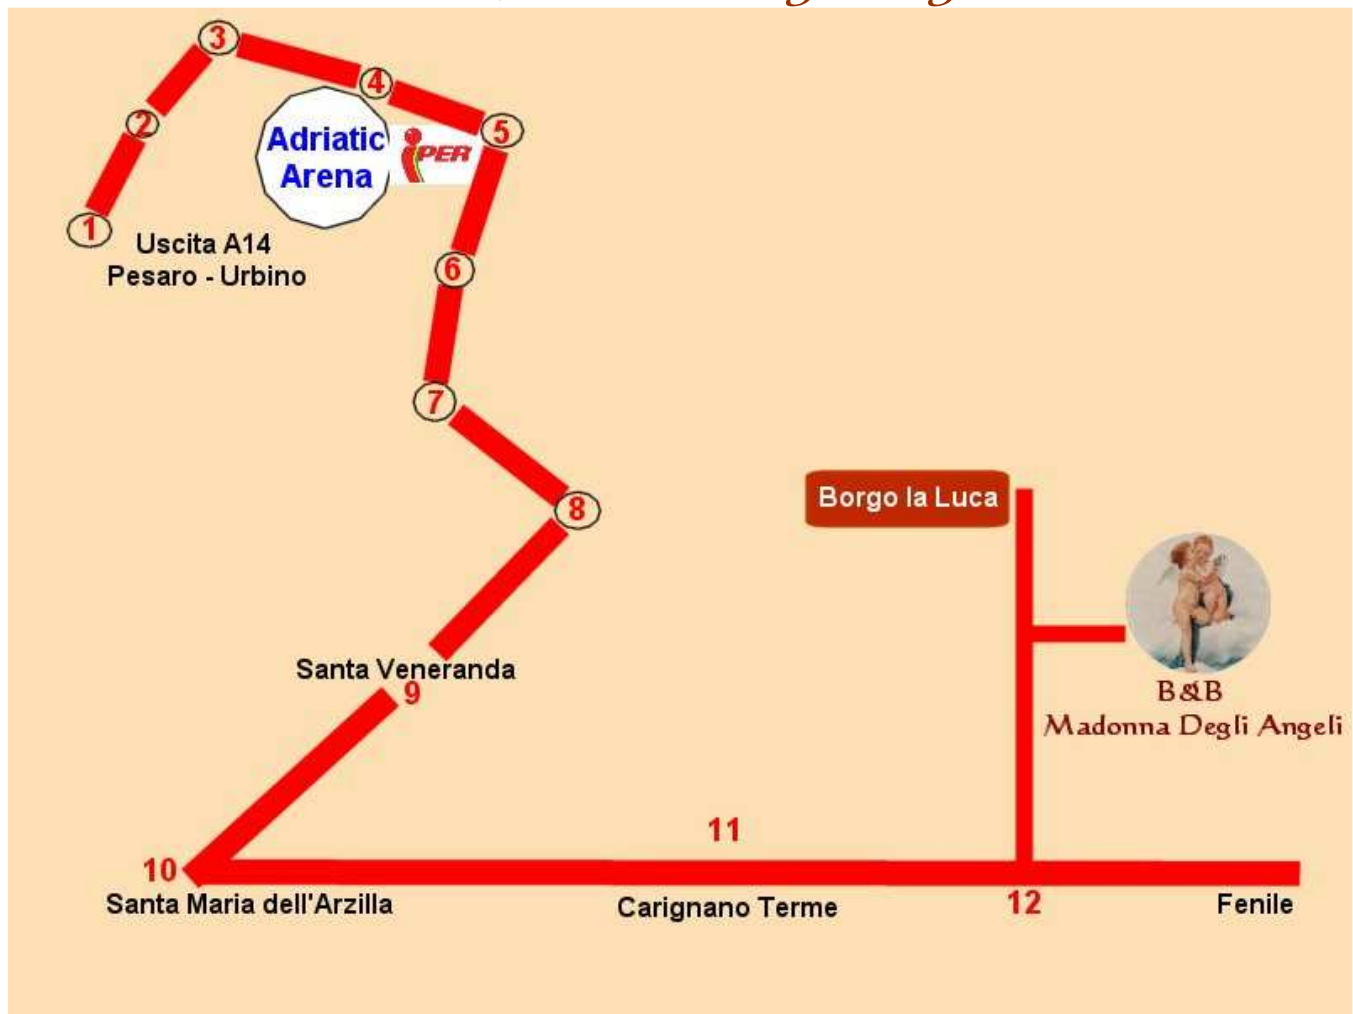 3
4
5
2
Adriatic
Arena
iPER
1
Uscita A14
Pesaro - Urbino
6
7
8
Borgo la Luca
Santa Veneranda
9
B&B
Madonna Degli Angeli
11
10
Santa Maria dell'Arzilla
Carignano Terme
12
Fenile